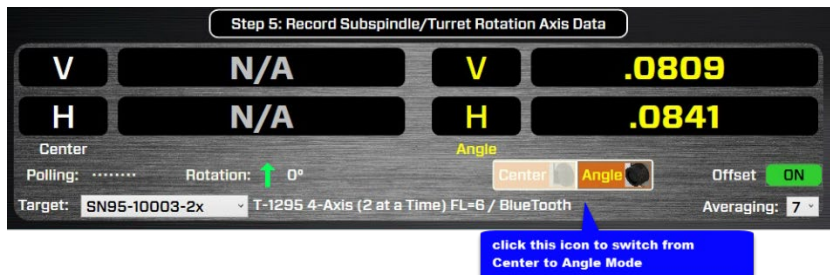 Step 5: Record Subspindle/Turret Rotation Axis Data
V N/A V .0809
H N/A H .0841
Center Angle
Polling: ········ Rotation: 0° Center Angle Offset ON
Target: SN95-10003-2x T-1295 4-Axis (2 at a Time) FL=6 / BlueTooth Averaging: 7
click this icon to switch from
Center to Angle Mode